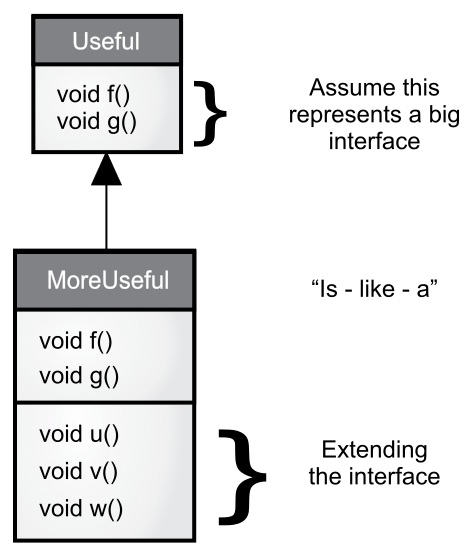 Useful
void f()
void g()
Assume this
represents a big
interface
MoreUseful
“Is - like - a”
void f()
void g()
void u()
void v()
void w()
Extending
the interface